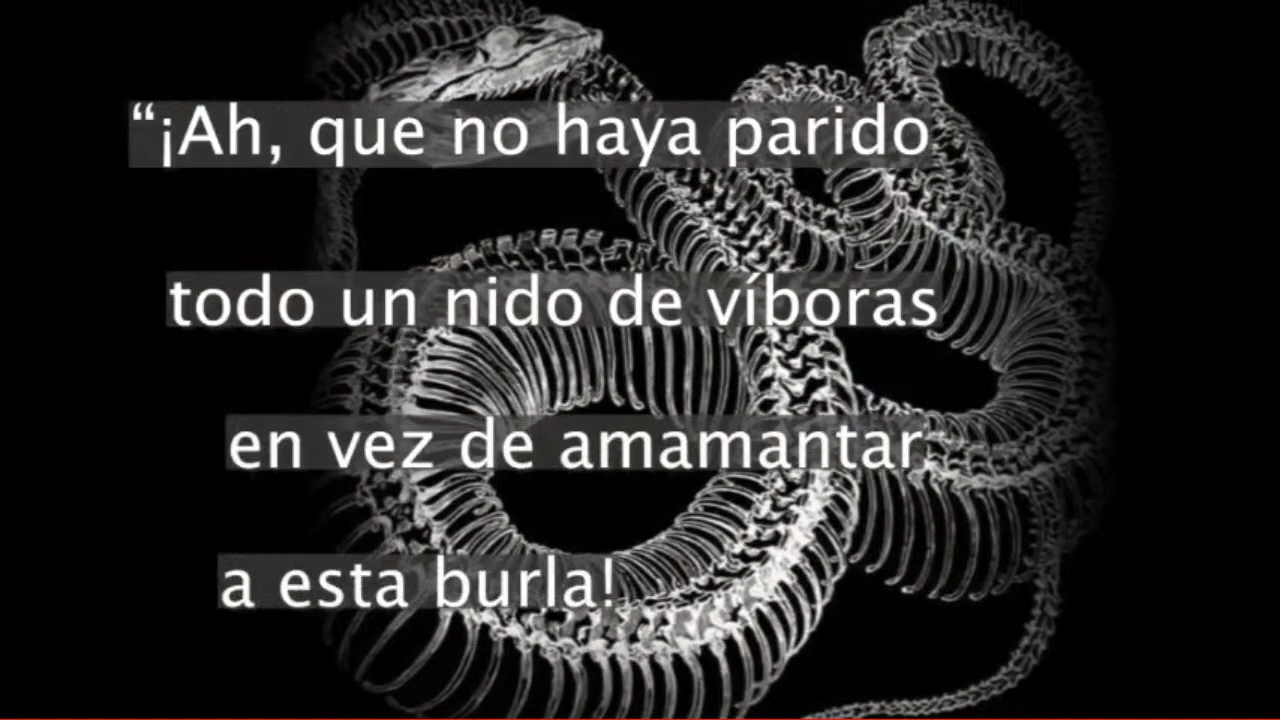 “¡Ah, que no haya parido
todo un nido de víboras
en vez de amamantar
a esta burla!